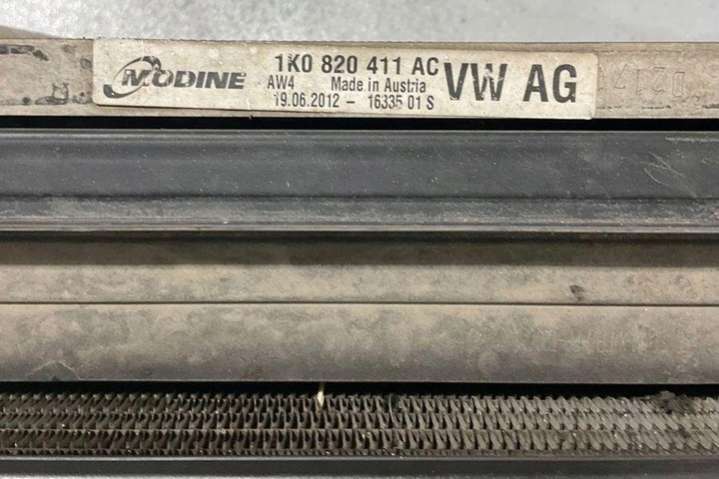 MODINE
1K0 820 411 AC
AW4 Made in Austria
19.06.2012 - 16335 01 S
VW AG